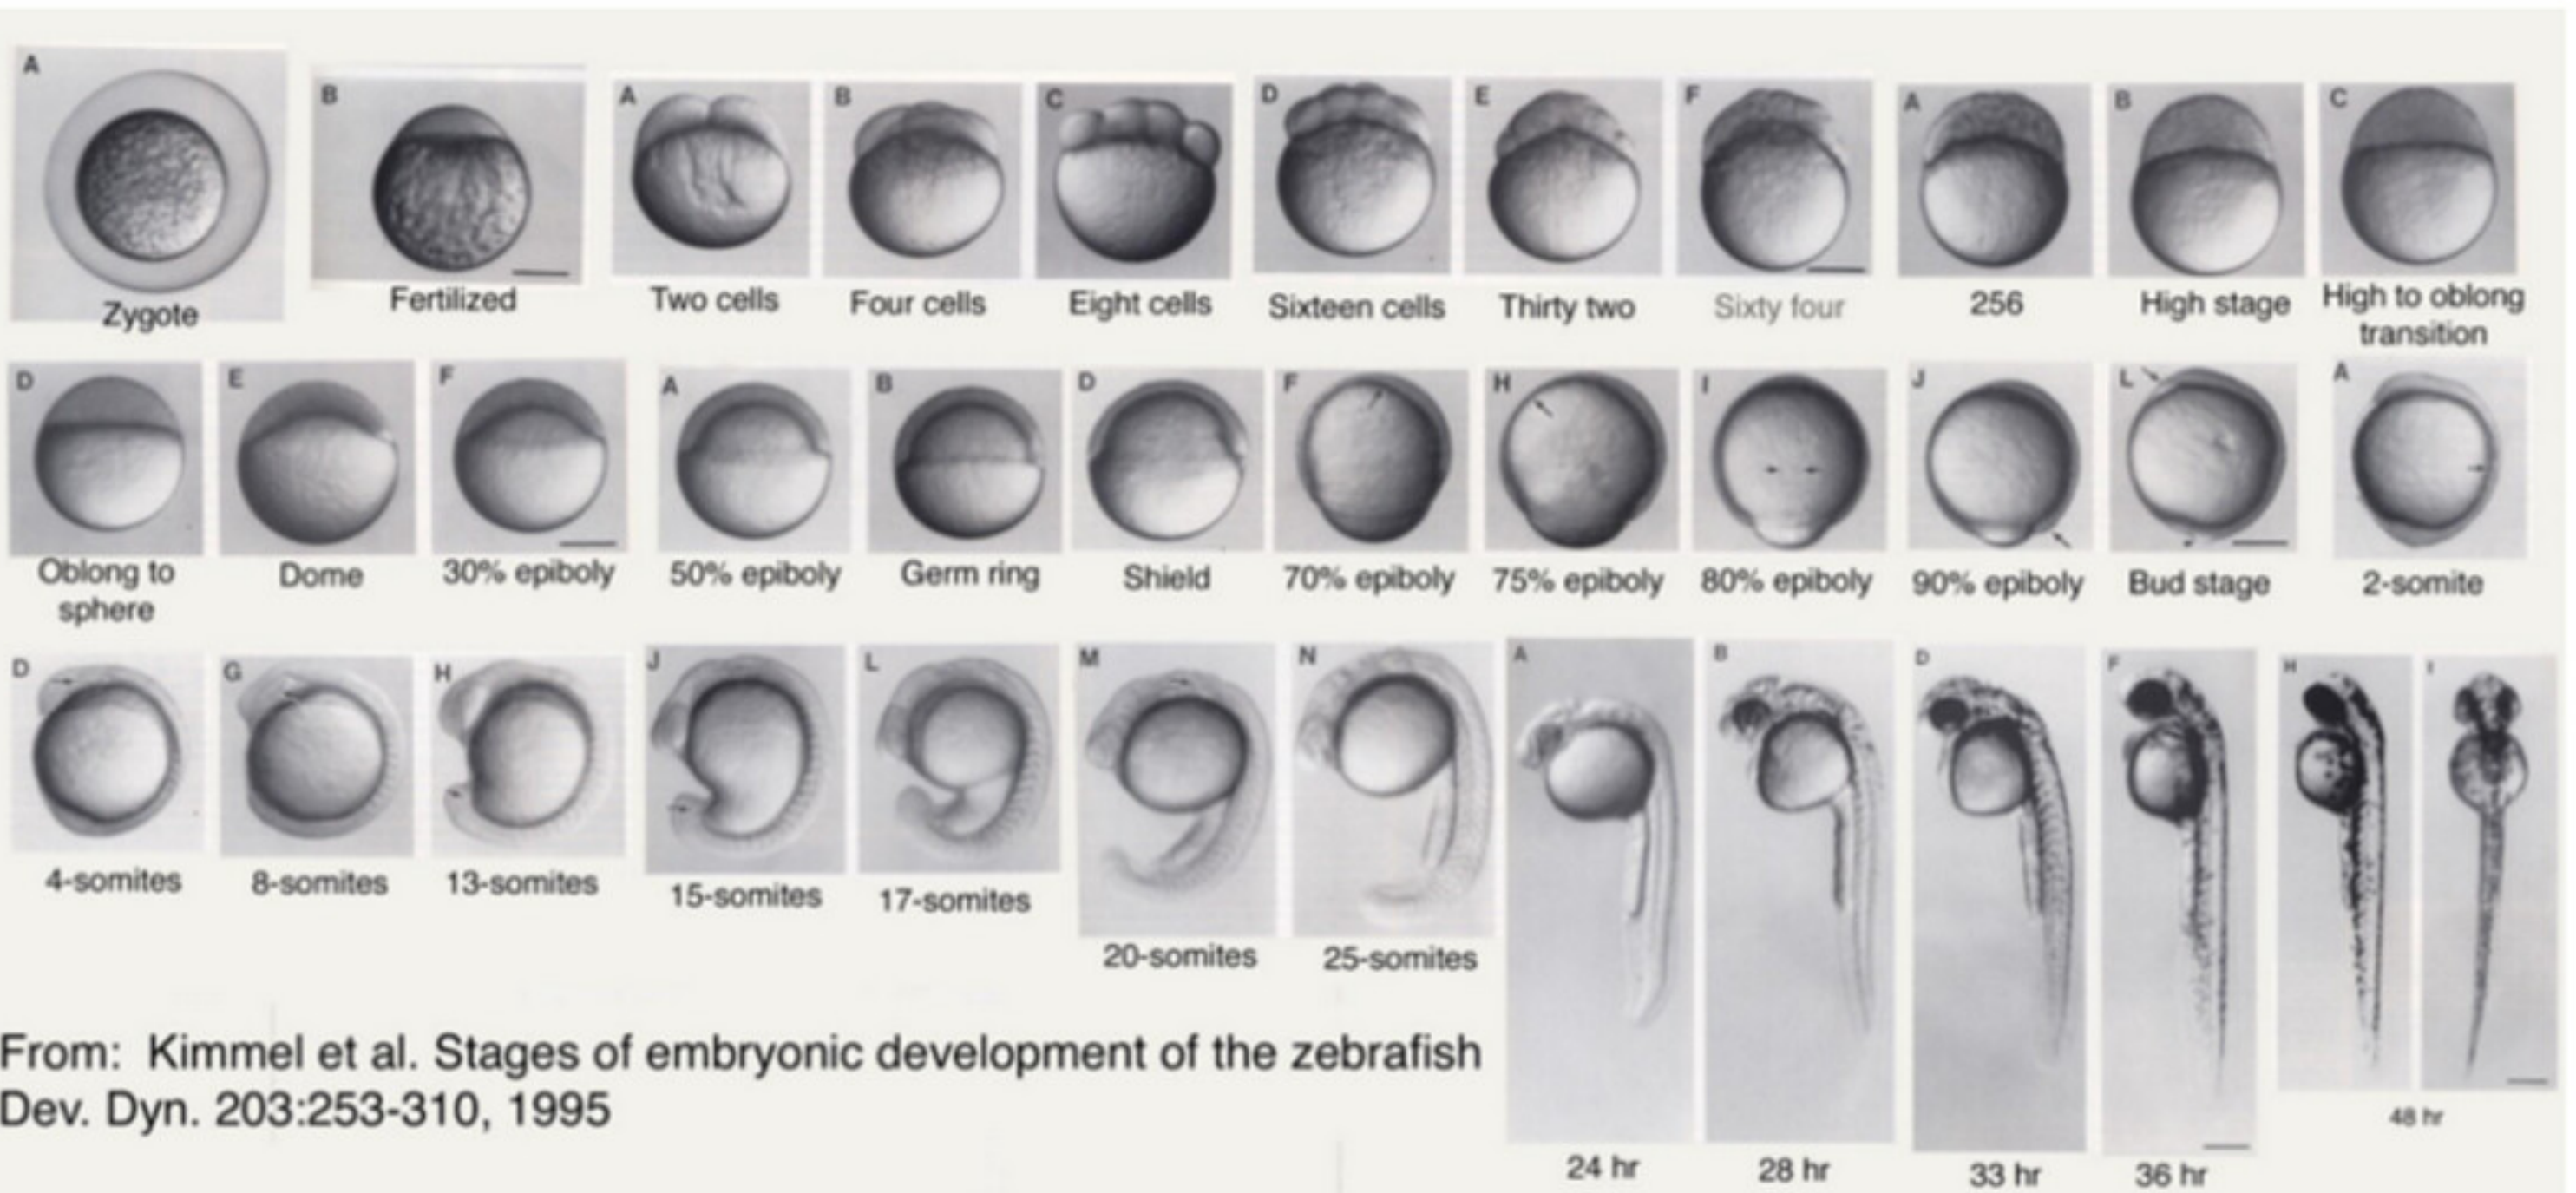 A
B
A
B
C
D
E
F
A
B
C
Zygote
Fertilized
Two cells
Four cells
Eight cells
Sixteen cells
Thirty two
Sixty four
256
High stage
High to oblong
transition
D
E
F
A
B
D
F
H
I
J
L
A
Oblong to
sphere
Dome
30% epiboly
50% epiboly
Germ ring
Shield
70% epiboly
75% epiboly
80% epiboly
90% epiboly
Bud stage
2-somite
D
G
H
J
L
M
N
A
B
D
F
H
I
4-somites
8-somites
13-somites
15-somites
17-somites
20-somites
25-somites
From: Kimmel et al. Stages of embryonic development of the zebrafish
Dev. Dyn. 203:253-310, 1995
24 hr
28 hr
33 hr
36 hr
48 hr